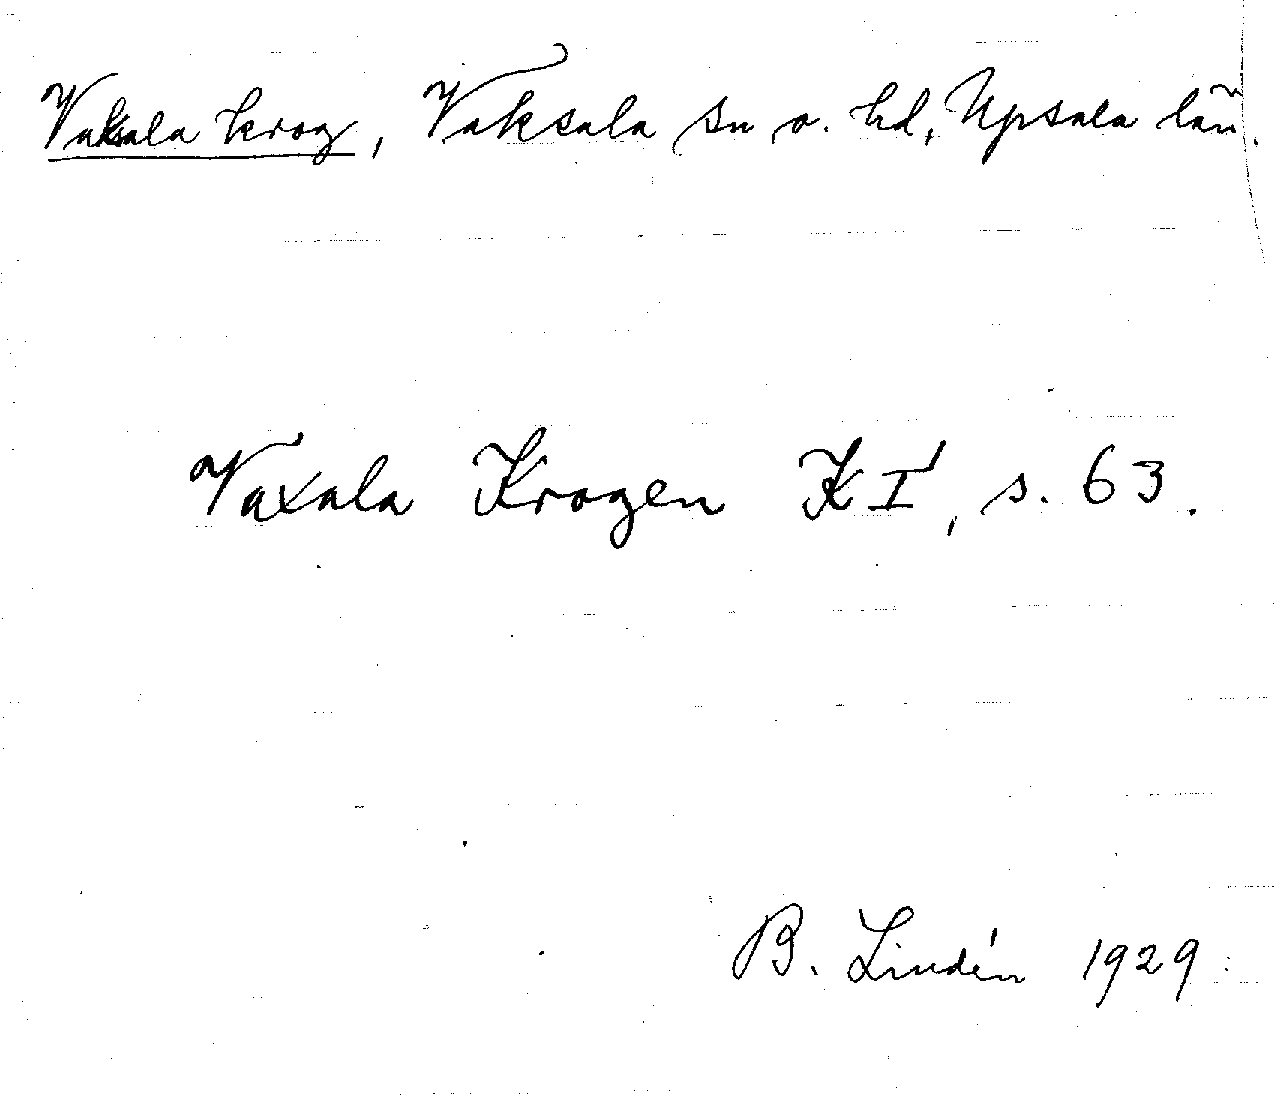 Vaksala krog, Vaksala sn o. hd, Upsala län.
Vaxala Krogen K I', s. 63.
B. Lindén 1929